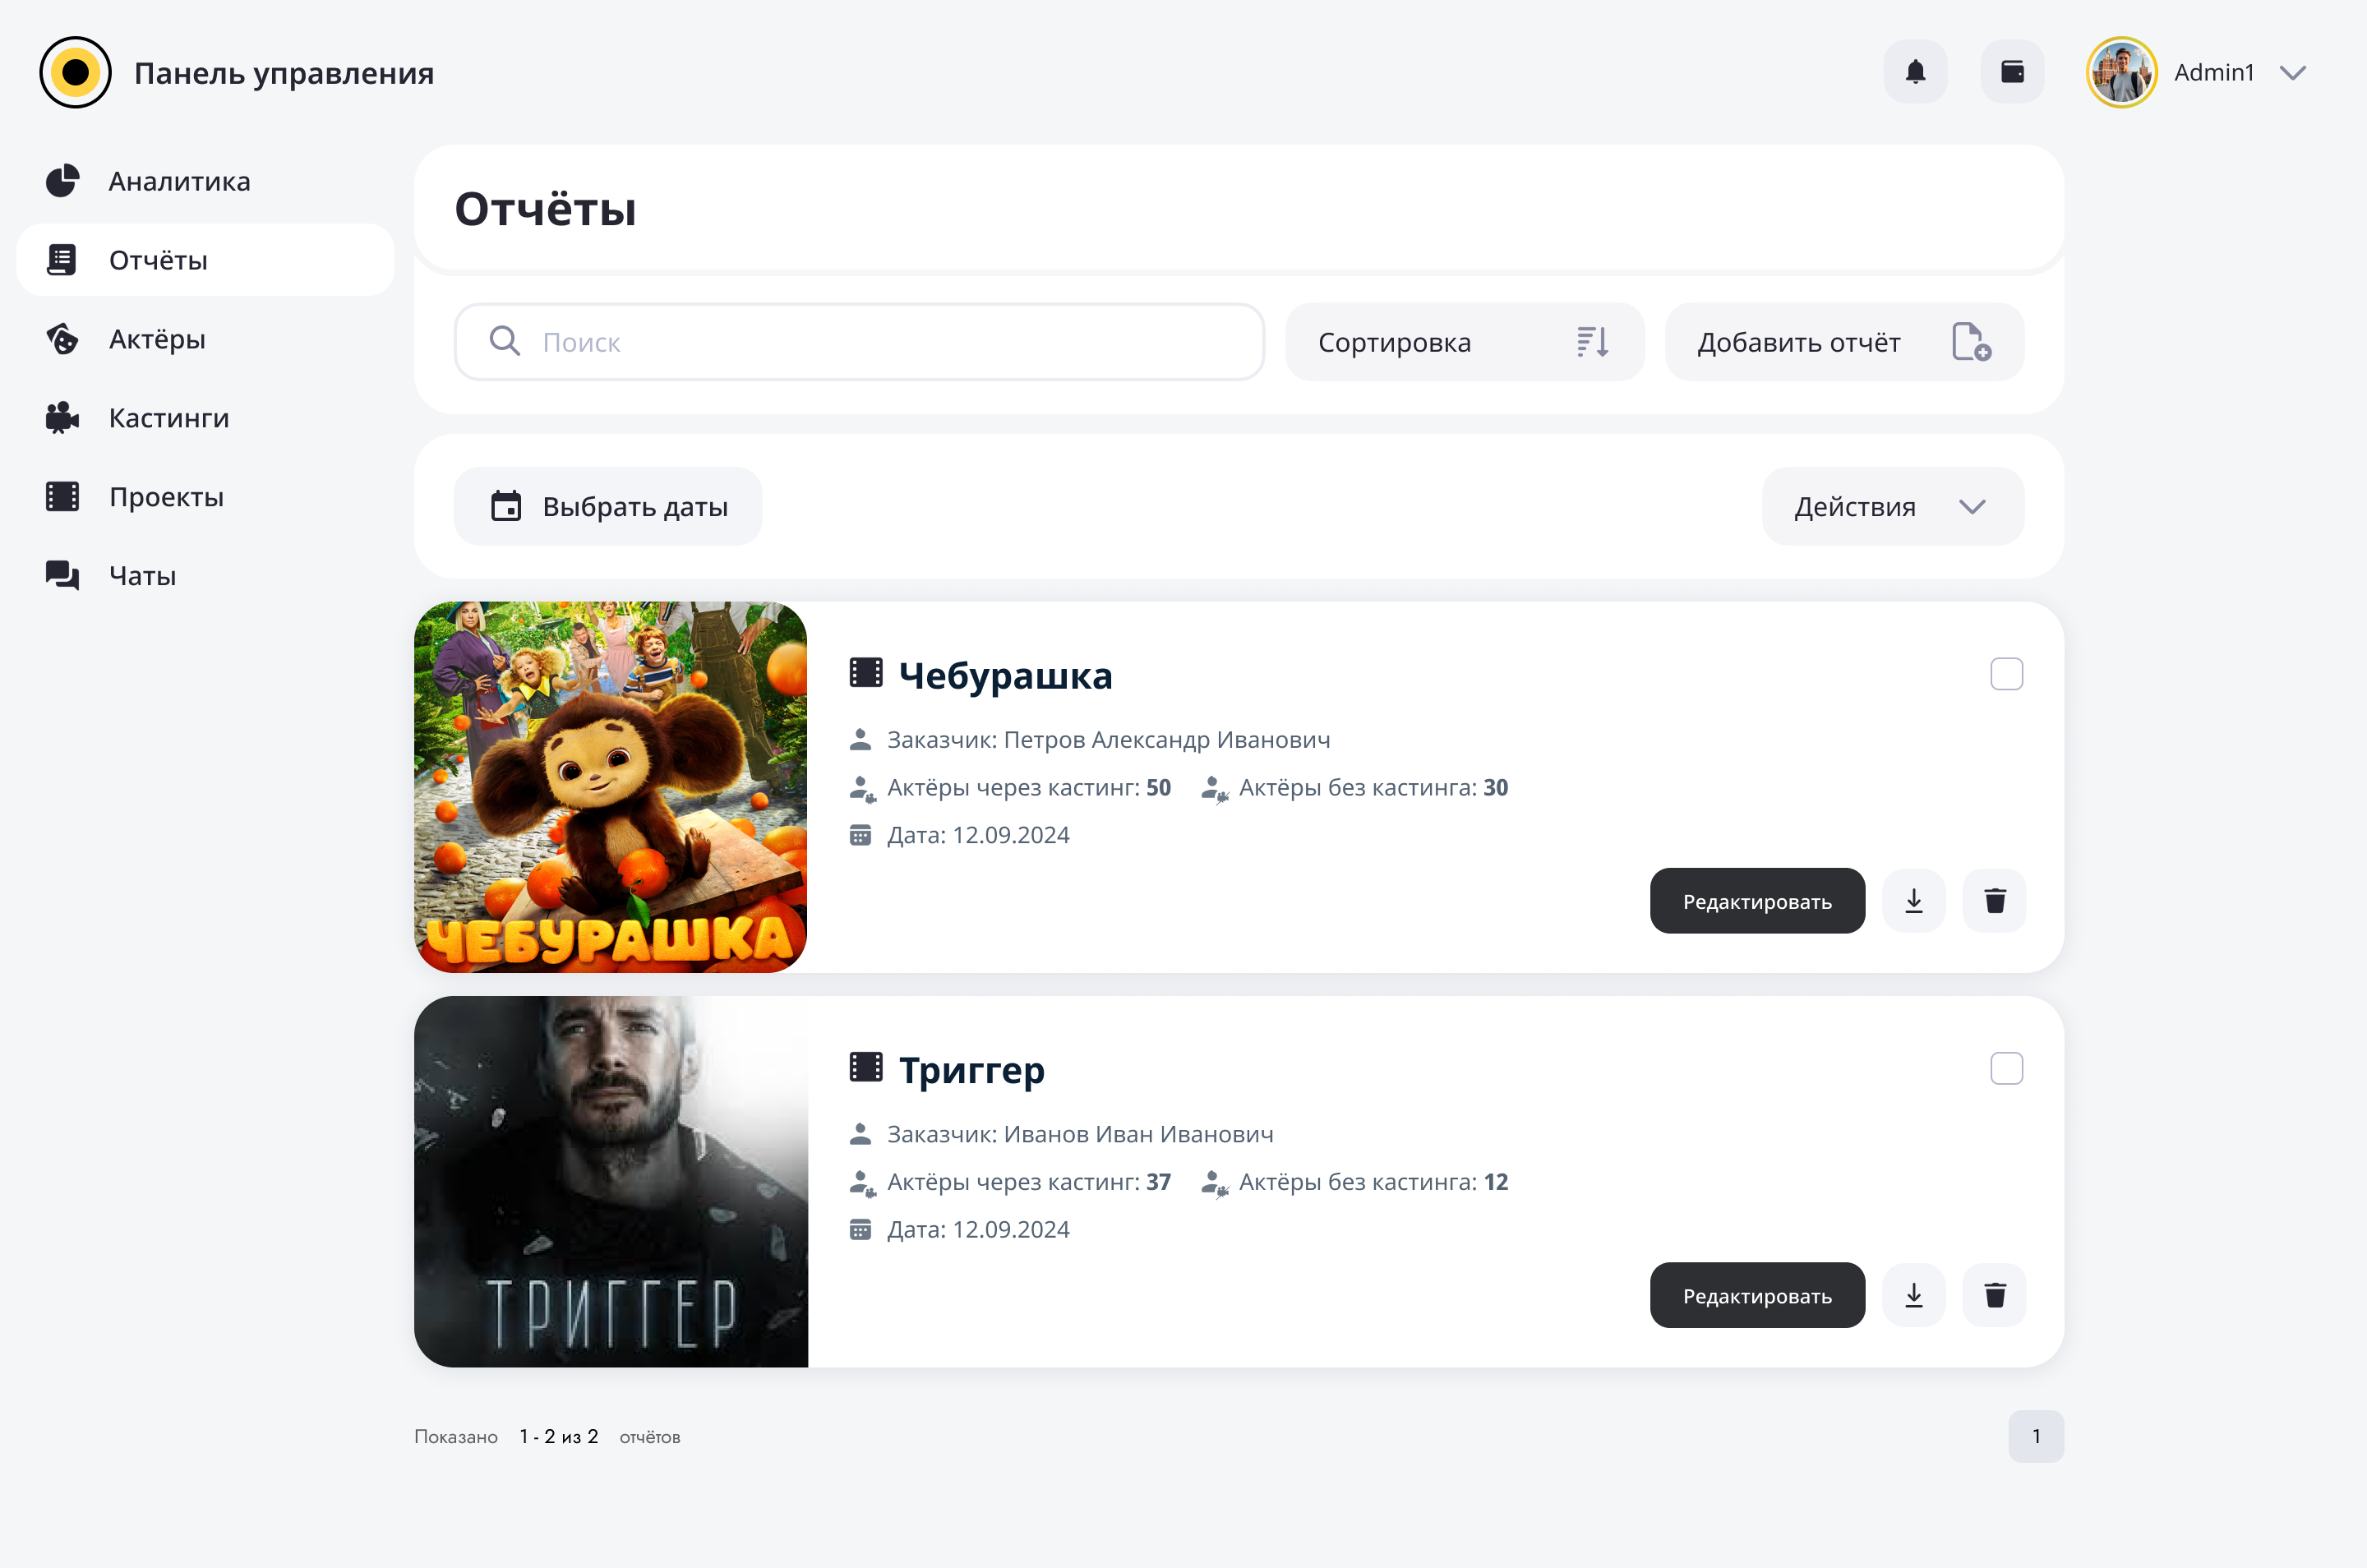 Панель управления
Admin1
Аналитика
Отчёты
Актёры
Кастинги
Проекты
Чаты
Отчёты
Поиск
Сортировка
Добавить отчёт
Выбрать даты
Действия
ЧЕБУРАШКА
Чебурашка
Заказчик: Петров Александр Иванович
Актёры через кастинг: 50 Актёры без кастинга: 30
Дата: 12.09.2024
Редактировать
ТРИГГЕР
Триггер
Заказчик: Иванов Иван Иванович
Актёры через кастинг: 37 Актёры без кастинга: 12
Дата: 12.09.2024
Редактировать
Показано 1 - 2 из 2 отчётов
1